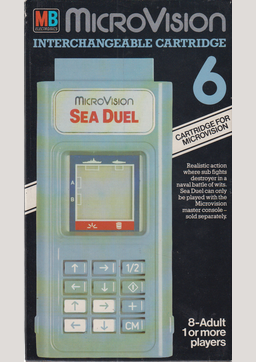 MB
ELECTRONICS
MICROVISION
INTERCHANGEABLE CARTRIDGE
6
MICROVISION
SEA DUEL
CARTRIDGE FOR
MICROVISION
Realistic action
where sub fights
destroyer in a
naval battle of wits.
Sea Duel can only
be played with the
Microvision
master console –
sold separately.
A
B
↑ → 1/2
← ↓
↑ → +
← ↓ CM
8-Adult
1 or more
players